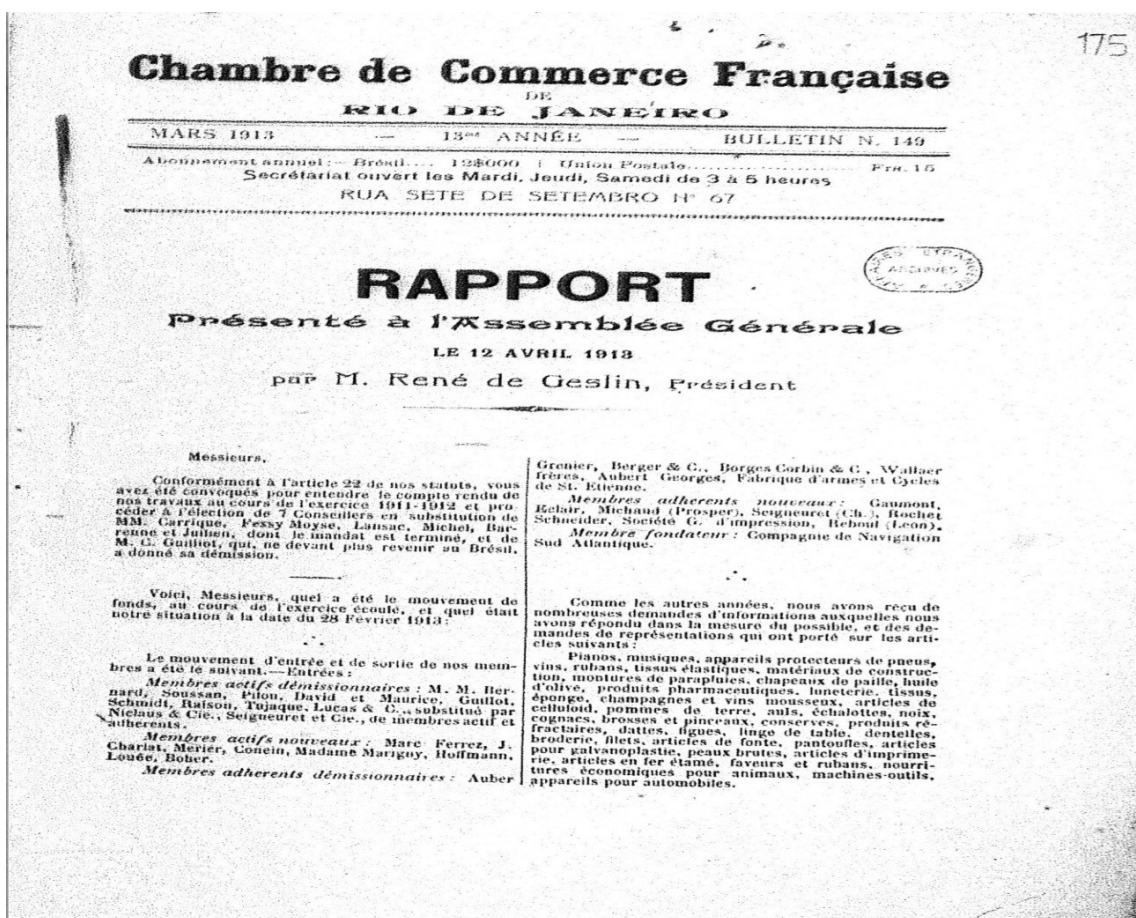 175
Chambre de Commerce Française
DE
RIO DE JANEIRO
MARS 1913 — 13me ANNÉE — BULLETIN N. 149
Abonnement annuel:— Brésil.... 12$000 | Union Postale.................... Frs. 15
Secrétariat ouvert les Mardi, Jeudi, Samedi de 3 à 5 heures
RUA SETE DE SETEMBRO Nº 67
AFFAIRES ETRANGERES
ARCHIVES
RAPPORT
Présenté à l'Assemblée Générale
LE 12 AVRIL 1913
par M. René de Geslin, Président
Messieurs,
Conformément à l'article 22 de nos statuts, vous
avez été convoqués pour entendre le compte rendu de
nos travaux au cours de l'exercice 1911-1912 et pro-
céder à l'élection de 7 Conseillers en substitution de
MM. Carrique, Fessy Moyse, Lansac, Michel, Bar-
renne et Julien, dont le mandat est terminé, et de
M. C. Guilliot, qui, ne devant plus revenir au Brésil,
a donné sa démission.
Voici, Messieurs, quel a été le mouvement de
fonds, au cours de l'exercice écoulé, et quel était
notre situation à la date du 28 Février 1913:
Le mouvement d'entrée et de sortie de nos mem-
bres a été le suivant.—Entrées :
Membres actifs démissionnaires : M. M. Ber-
nard, Soussan, Pilon, David et Maurice, Guillot,
Schmidt, Raison, Tujaque, Lucas & C., substitué par
Niclaus & Cie., Seigneuret et Cie., de membres actif et
adhérents.
Membres actifs nouveaux : Marc Ferrez, J.
Charlat, Merier, Conein, Madame Marigny, Hoffmann,
Louée, Bober.
Membres adherents démissionnaires : Auber
Grenier, Berger & C., Borges Corbin & C., Wallaer
frères, Aubert Georges, Fabrique d'armes et Cycles
de St. Etienne.
Membres adherents nouveaux : Gaumont,
Eclair, Michaud (Prosper), Seigneuret (Ch.), Rochet
Schneider, Société G. d'impression, Reboul (Leon).
Membre fondateur : Compagnie de Navigation
Sud Atlantique.
Comme les autres années, nous avons reçu de
nombreuses demandes d'informations auxquelles nous
avons répondu dans la mesure du possible, et des de-
mandes de représentations qui ont porté sur les arti-
cles suivants :
Pianos, musiques, appareils protecteurs de pneus,
vins, rubans, tissus élastiques, matériaux de construc-
tion, montures de parapluies, chapeaux de paille, huile
d'olive, produits pharmaceutiques, luneterie, tissus,
éponge, champagnes et vins mousseux, articles de
celluloid, pommes de terre, auls, échalottes, noix,
cognacs, brosses et pinceaux, conserves, produits ré-
fractaires, dattes, figues, linge de table, dentelles,
broderie, filets, articles de fonte, pantoufles, articles
pour galvanoplastie, peaux brutes, articles d'imprime-
rie, articles en fer étamé, faveurs et rubans, nourri-
tures économiques pour animaux, machines-outils,
appareils pour automobiles.